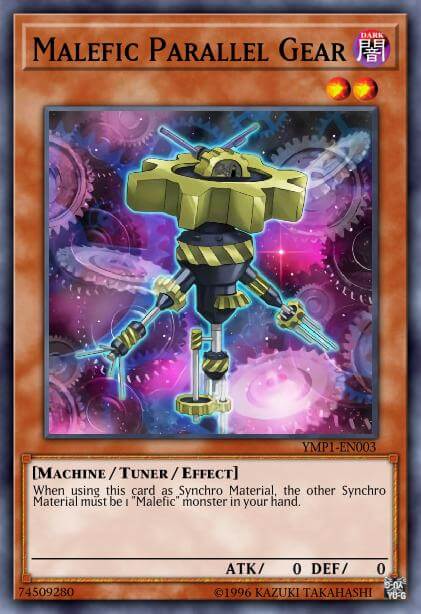 MALEFIC PARALLEL GEAR
DARK
闇
YMP1-EN003
[MACHINE / TUNER / EFFECT]
When using this card as Synchro Material, the other Synchro
Material must be 1 "Malefic" monster in your hand.
ATK/ 0 DEF/ 0
74509280
©1996 KAZUKI TAKAHASHI